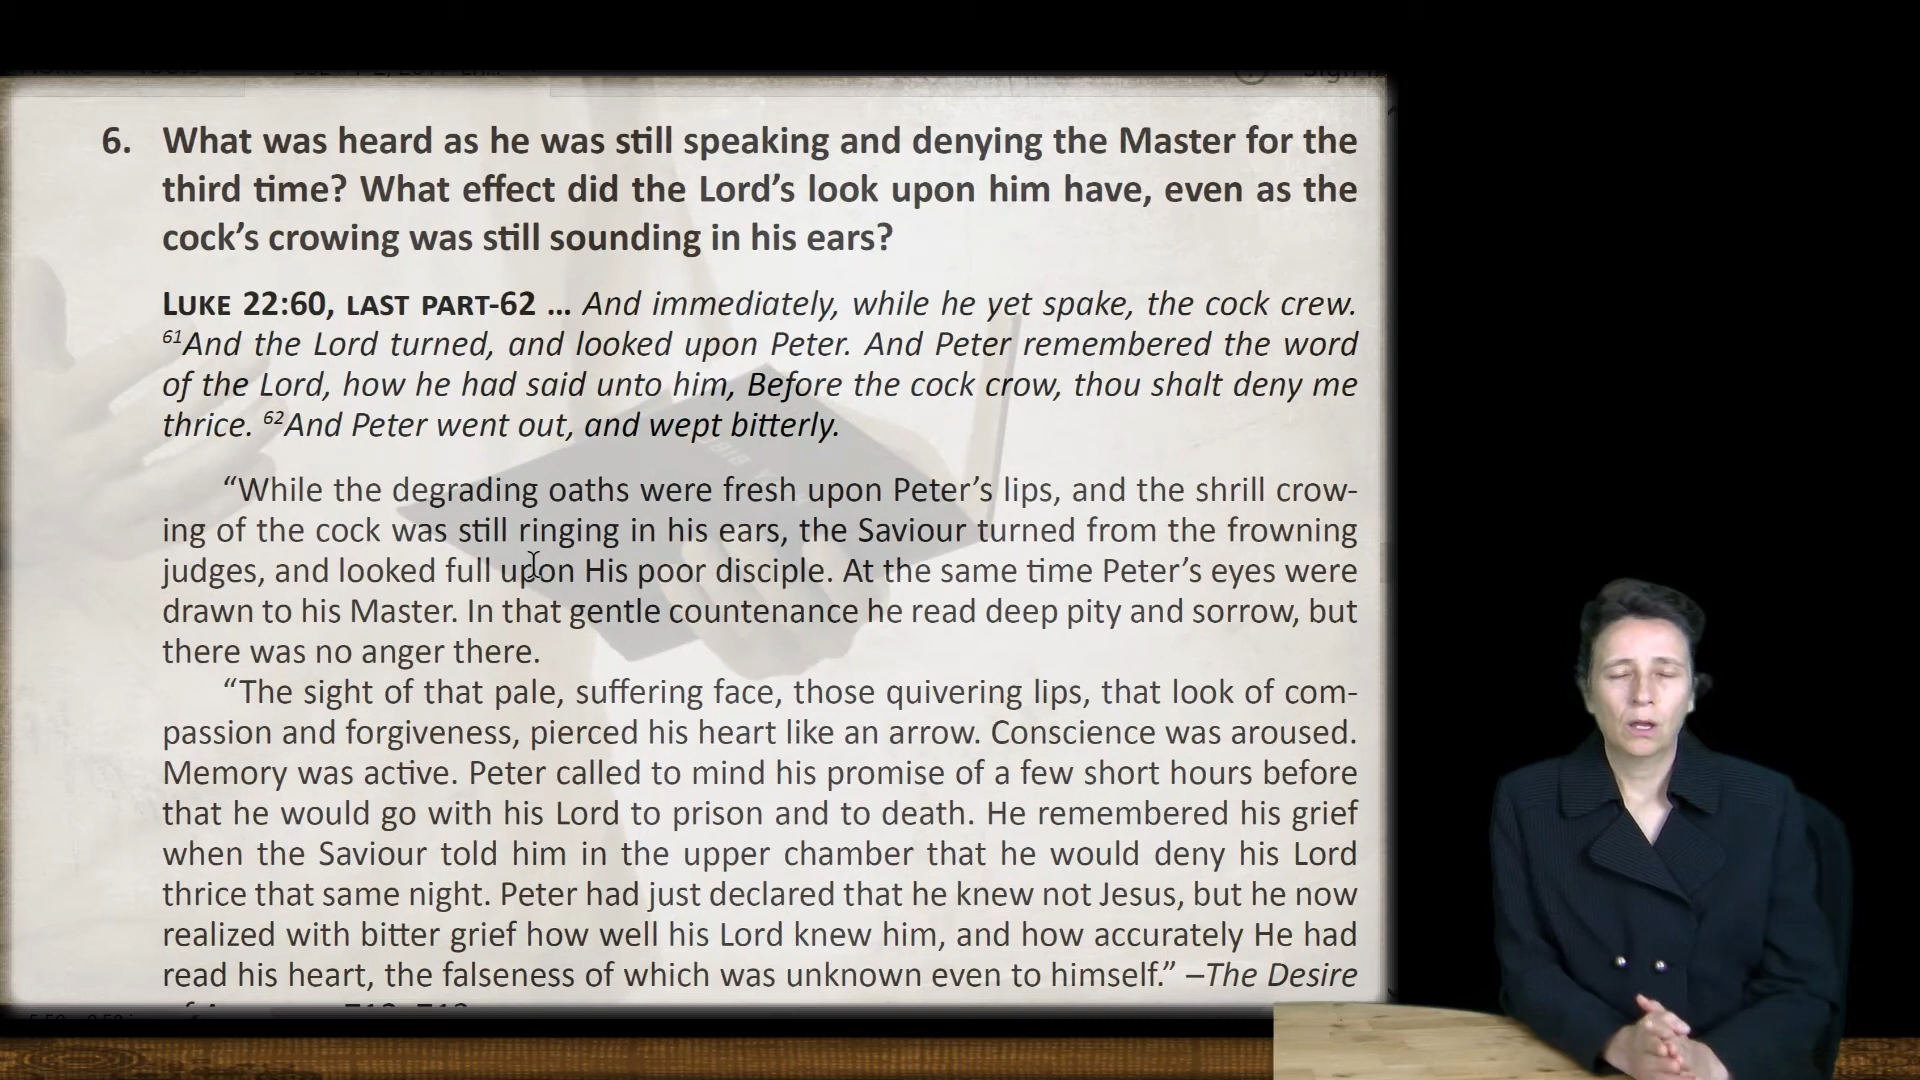 6. What was heard as he was still speaking and denying the Master for the
third time? What effect did the Lord’s look upon him have, even as the
cock’s crowing was still sounding in his ears?
LUKE 22:60, LAST PART-62 ... And immediately, while he yet spake, the cock crew.
61And the Lord turned, and looked upon Peter. And Peter remembered the word
of the Lord, how he had said unto him, Before the cock crow, thou shalt deny me
thrice. 62And Peter went out, and wept bitterly.
“While the degrading oaths were fresh upon Peter’s lips, and the shrill crow-
ing of the cock was still ringing in his ears, the Saviour turned from the frowning
judges, and looked full upon His poor disciple. At the same time Peter’s eyes were
drawn to his Master. In that gentle countenance he read deep pity and sorrow, but
there was no anger there.
“The sight of that pale, suffering face, those quivering lips, that look of com-
passion and forgiveness, pierced his heart like an arrow. Conscience was aroused.
Memory was active. Peter called to mind his promise of a few short hours before
that he would go with his Lord to prison and to death. He remembered his grief
when the Saviour told him in the upper chamber that he would deny his Lord
thrice that same night. Peter had just declared that he knew not Jesus, but he now
realized with bitter grief how well his Lord knew him, and how accurately He had
read his heart, the falseness of which was unknown even to himself.” –The Desire